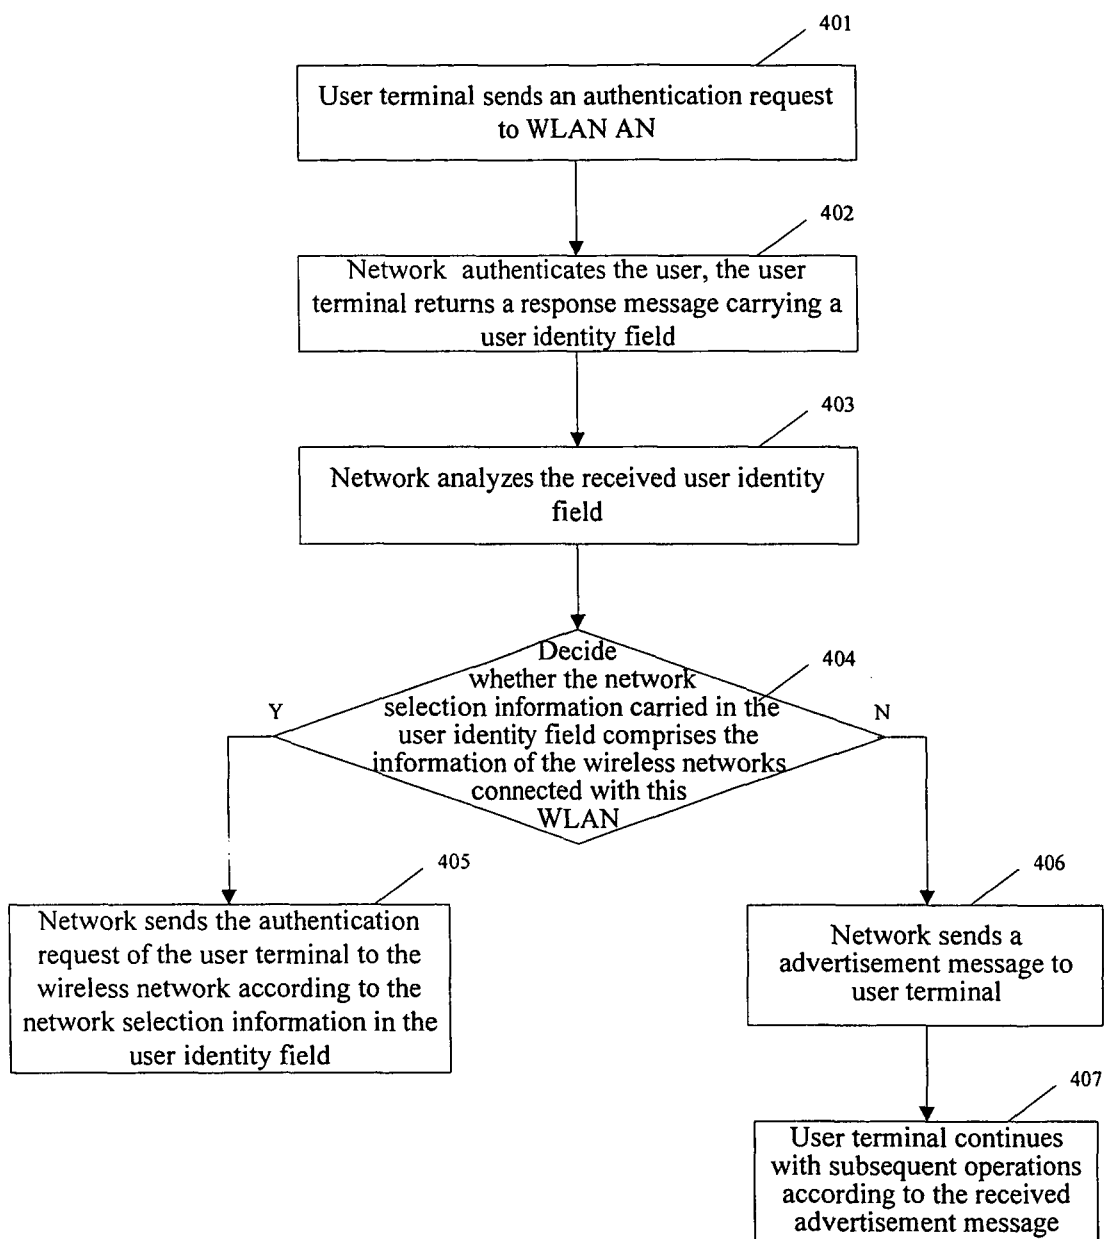 401
User terminal sends an authentication request
to WLAN AN
402
Network authenticates the user, the user
terminal returns a response message carrying a
user identity field
403
Network analyzes the received user identity
field
404
Decide
whether the network
selection information carried in the
user identity field comprises the
information of the wireless networks
connected with this
WLAN
Y
N
405
Network sends the authentication
request of the user terminal to the
wireless network according to the
network selection information in the
user identity field
406
Network sends a
advertisement message to
user terminal
407
User terminal continues
with subsequent operations
according to the received
advertisement message